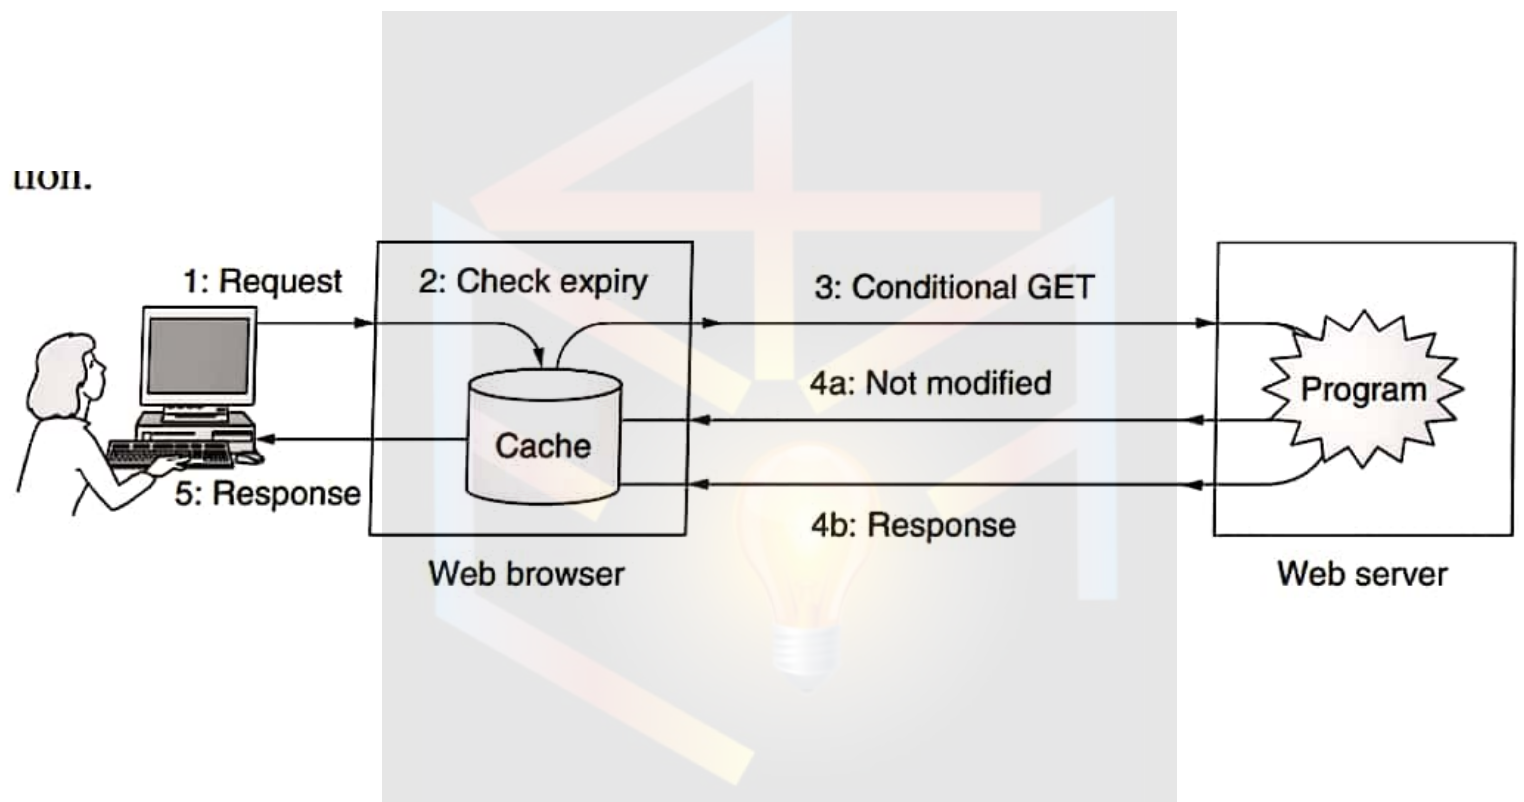 1: Request
2: Check expiry
3: Conditional GET
4a: Not modified
Program
Cache
5: Response
4b: Response
Web browser
Web server